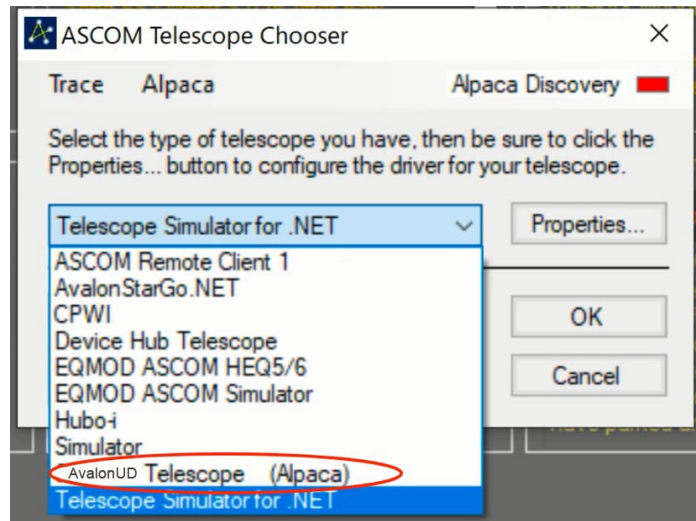 ASCOM Telescope Chooser
Trace Alpaca Alpaca Discovery
Select the type of telescope you have, then be sure to click the
Properties... button to configure the driver for your telescope.
Telescope Simulator for .NET Properties...
ASCOM Remote Client 1
AvalonStarGo.NET
CPWI
Device Hub Telescope
OK
EQMOD ASCOM HEQ5/6
EQMOD ASCOM Simulator
Cancel
Hubo-i
Simulator
AvalonUD Telescope (Alpaca)
Telescope Simulator for .NET